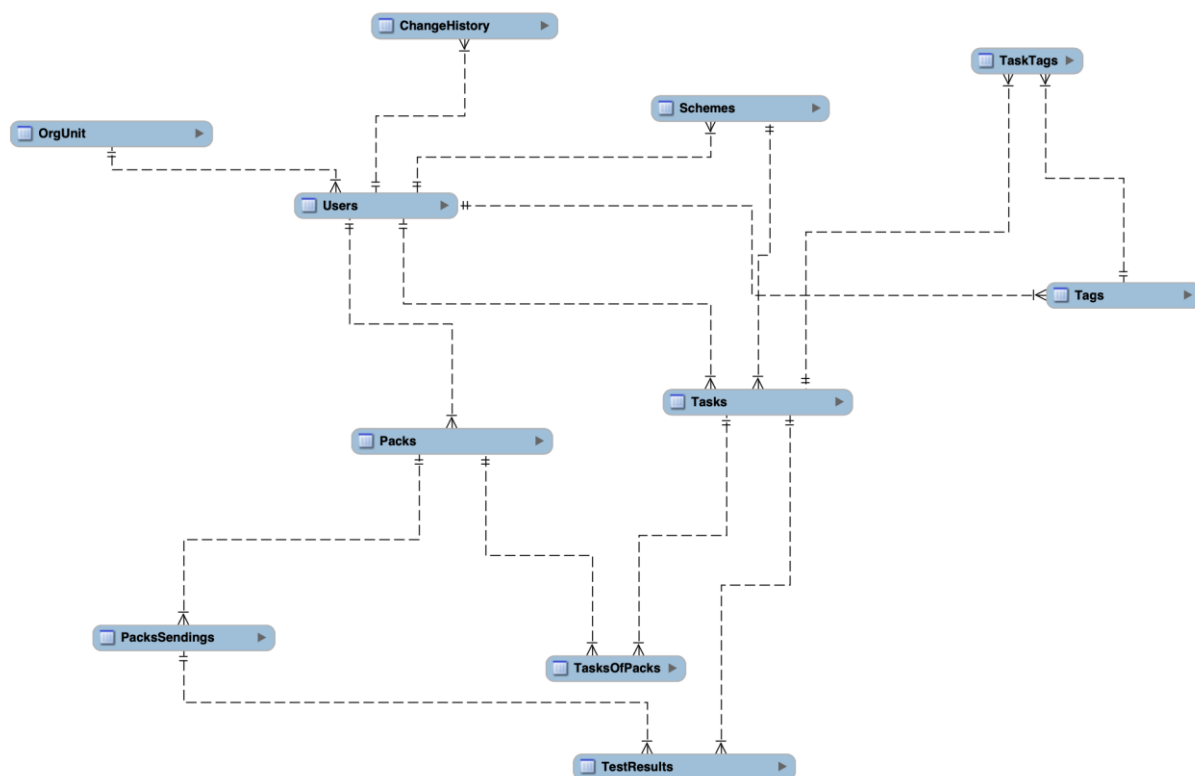 ChangeHistory
TaskTags
Schemes
OrgUnit
Users
Tags
Tasks
Packs
PacksSendings
TasksOfPacks
TestResults